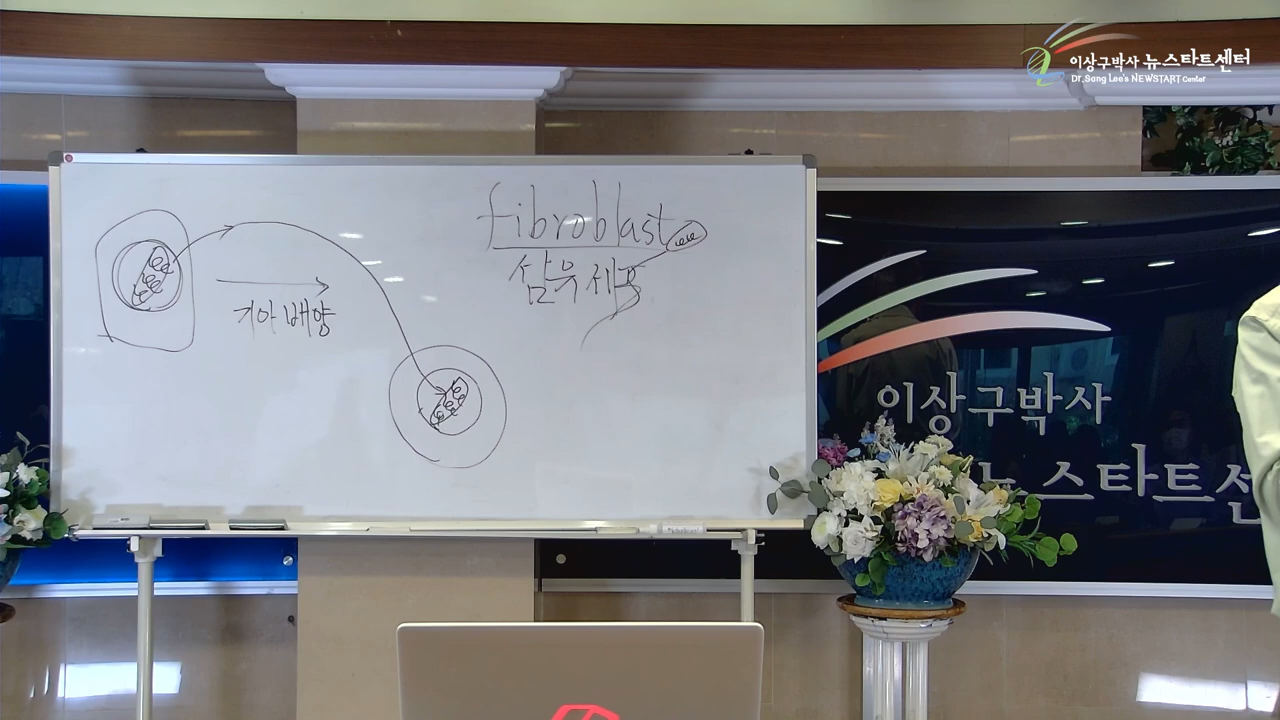 이상구박사 뉴스타트센터
Dr.Sang Lee's NEWSTART Center
fibroblast
섬유 세포
기아 배양
이상구박사
뉴스타트센